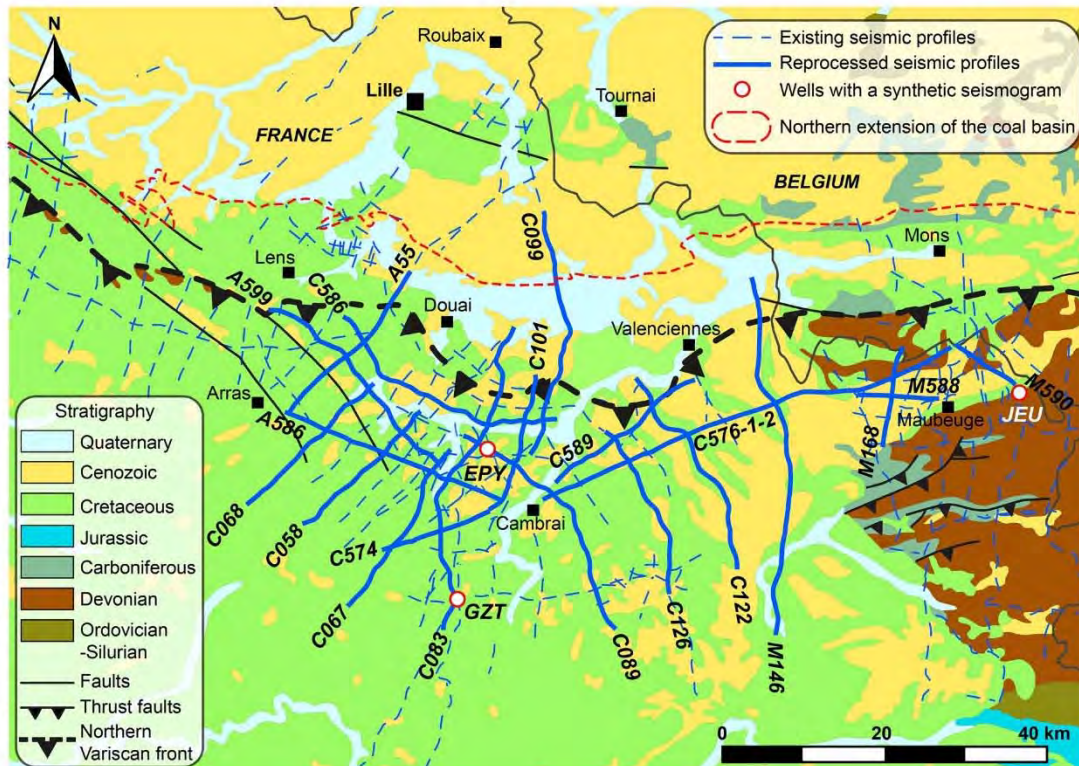 N
Roubaix
Lille
Tournai
FRANCE
BELGIUM
Existing seismic profiles
Reprocessed seismic profiles
Wells with a synthetic seismogram
Northern extension of the coal basin
Lens
Mons
A599
C586
A55
C099
Douai
Valenciennes
C101
Arras
A586
M588
M590
Maubeuge
JEU
C576-1-2
M168
C589
EPY
Cambrai
C068
C058
C574
C067
GZT
C083
C089
C126
C122
M146
Stratigraphy
Quaternary
Cenozoic
Cretaceous
Jurassic
Carboniferous
Devonian
Ordovician
-Silurian
Faults
Thrust faults
Northern
Variscan front
0 20 40 km